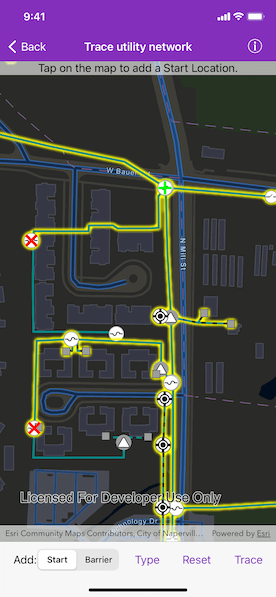 9:41
Back
Trace utility network
Tap on the map to add a Start Location.
W Bauer
N Mill St
Licensed For Developer Use Only
nology Dr
Esri Community Maps Contributors, City of Napervill...
Powered by Esri
Add:
Start
Barrier
Type
Reset
Trace